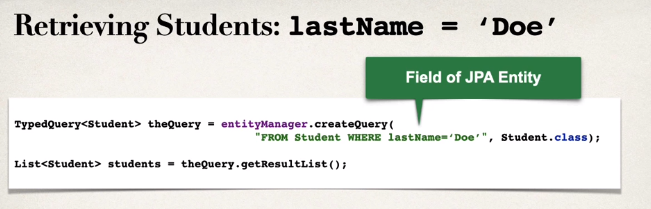 Retrieving Students: lastName = ‘Doe’
Field of JPA Entity
TypedQuery<Student> theQuery = entityManager.createQuery(
"FROM Student WHERE lastName=‘Doe’", Student.class);
List<Student> students = theQuery.getResultList();